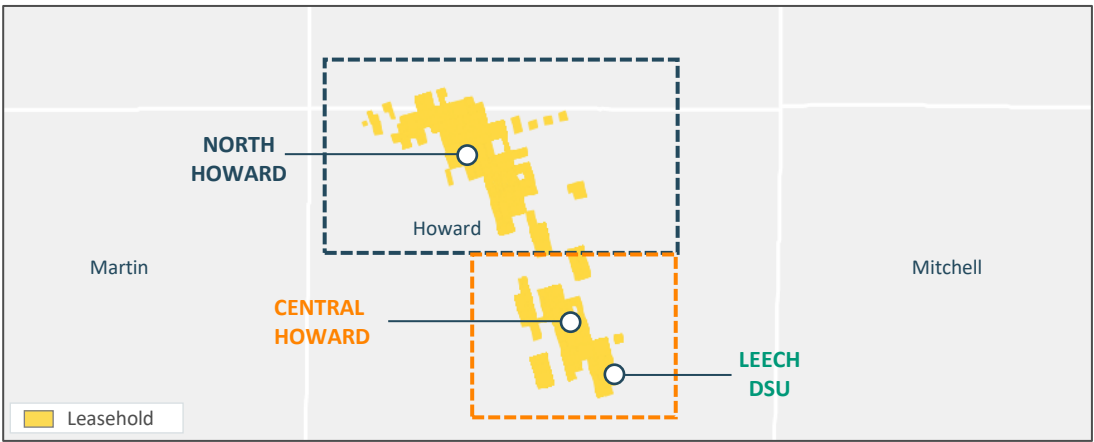 NORTH
HOWARD
Howard
Martin
Mitchell
CENTRAL
HOWARD
LEECH
DSU
Leasehold